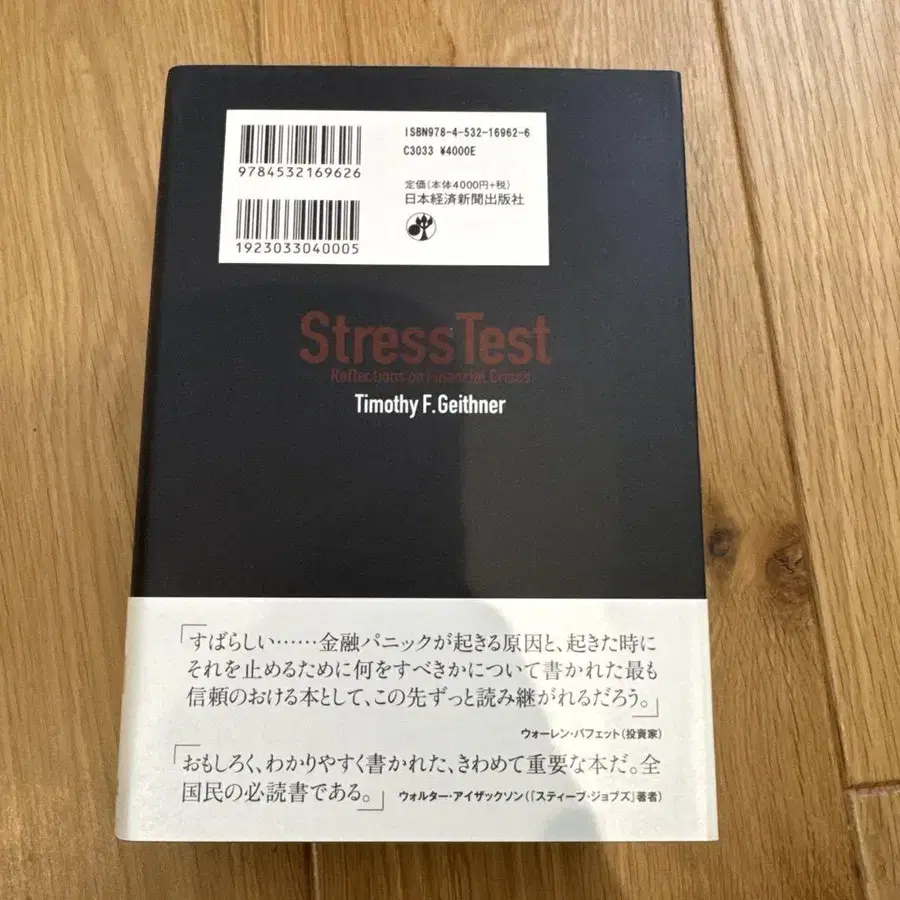 9784532169626
1923033040005
ISBN978-4-532-16962-6
C3033 ¥4000E
定価(本体4000円+税)
日本経済新聞出版社
Stress Test
Reflections on Financial Crises
Timothy F. Geithner
「すばらしい……金融パニックが起きる原因と、起きた時に
それを止めるために何をすべきかについて書かれた最も
信頼のおける本として、この先ずっと読み継がれるだろう。」
ウォーレン・バフェット(投資家)
「おもしろく、わかりやすく書かれた、きわめて重要な本だ。全
国民の必読書である。」 ウォルター・アイザックソン(『スティーブ・ジョブズ』著者)